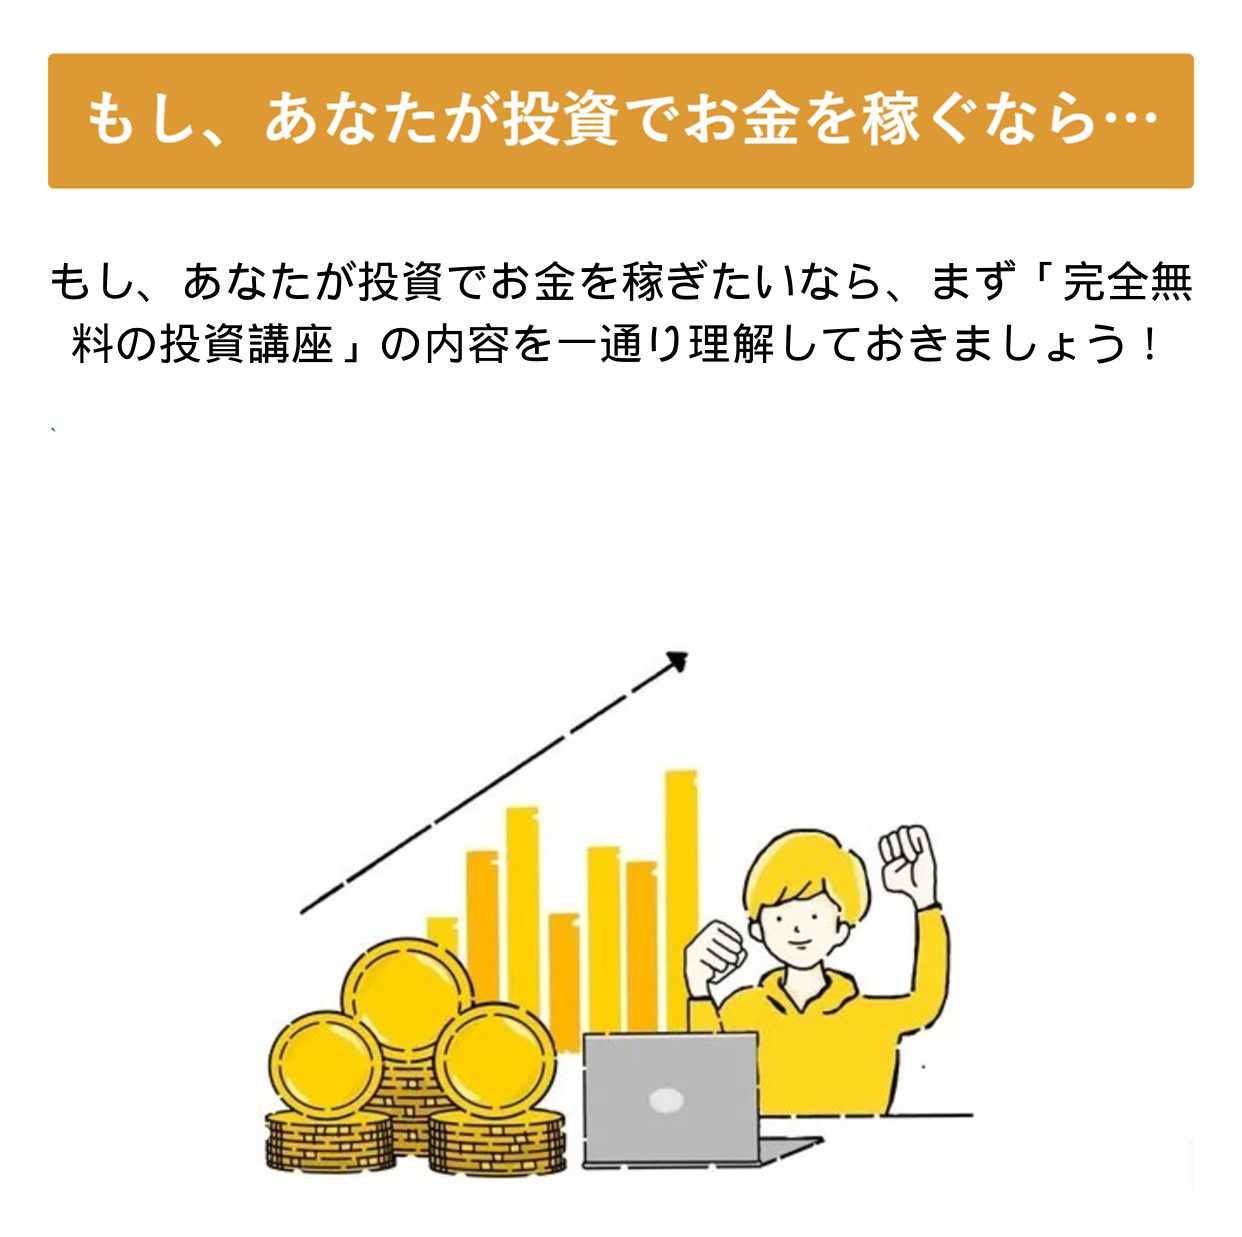 もし、あなたが投資でお金を稼ぐなら…
もし、あなたが投資でお金を稼ぎたいなら、まず「完全無
料の投資講座」の内容を一通り理解しておきましょう！
、